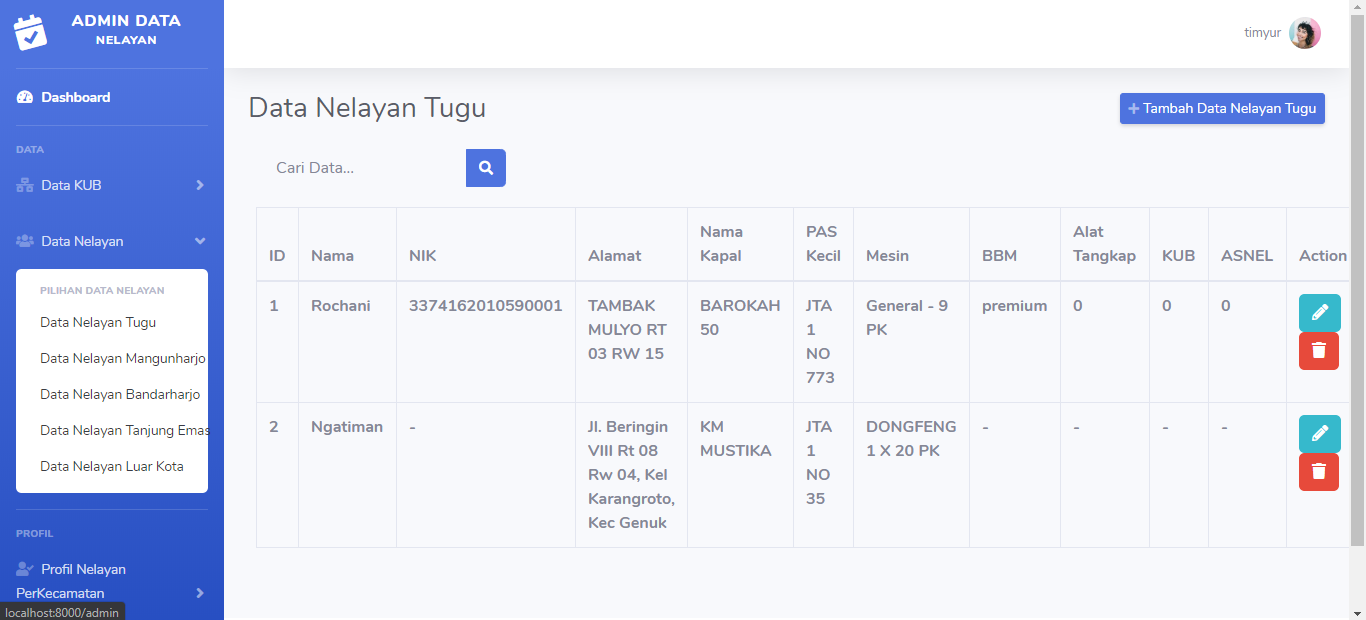 ADMIN DATA
NELAYAN
timyur
Dashboard
DATA
Data KUB
Data Nelayan
PILIHAN DATA NELAYAN
Data Nelayan Tugu
Data Nelayan Mangunharjo
Data Nelayan Bandarharjo
Data Nelayan Tanjung Emas
Data Nelayan Luar Kota
PROFIL
Profil Nelayan
PerKecamatan
localhost:8000/admin
Data Nelayan Tugu
+ Tambah Data Nelayan Tugu
Cari Data...
ID Nama NIK Alamat Nama Kapal PAS Kecil Mesin BBM Alat Tangkap KUB ASNEL Action
1 Rochani 3374162010590001 TAMBAK MULYO RT 03 RW 15 BAROKAH 50 JTA 1 NO 773 General - 9 PK premium 0 0 0
2 Ngatiman - Jl. Beringin VIII Rt 08 Rw 04, Kel Karangroto, Kec Genuk KM MUSTIKA JTA 1 NO 35 DONGFENG 1 X 20 PK - - - -